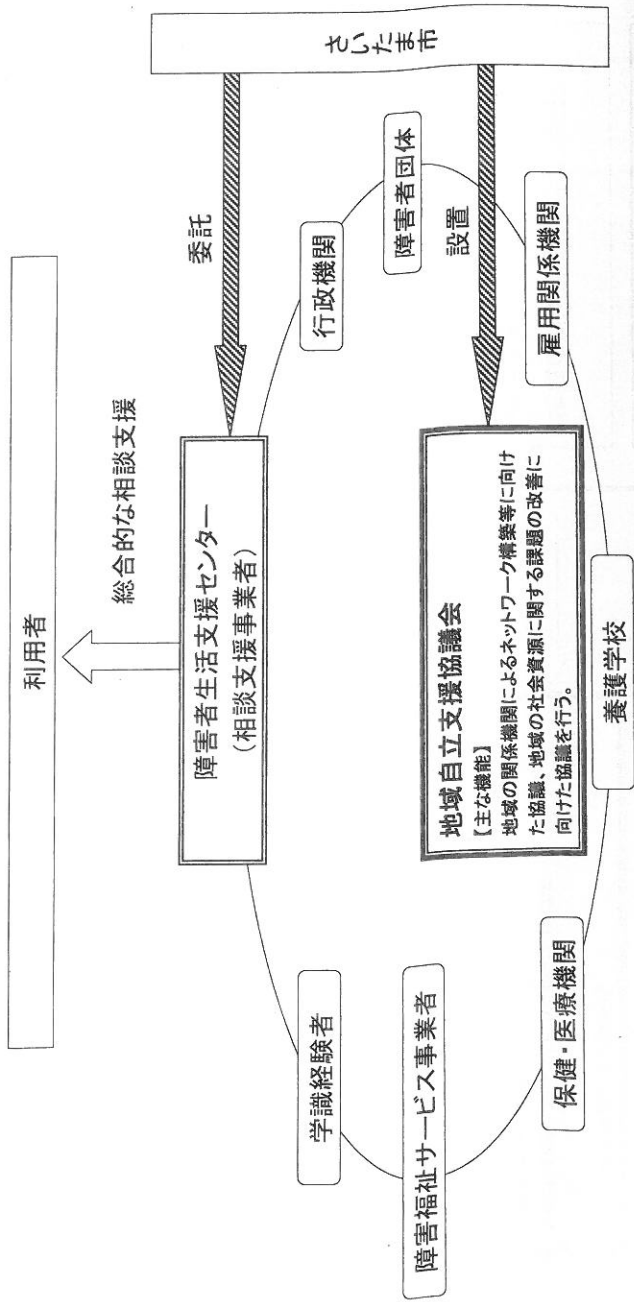 利用者
総合的な相談支援
障害者生活支援センター
(相談支援事業者)
委託
さいたま市
学識経験者
行政機関
障害福祉サービス事業者
障害者団体
地域自立支援協議会
【主な機能】
地域の関係機関によるネットワーク構築等に向け
た協議、地域の社会資源に関する課題の改善に
向けた協議を行う。
設置
保健・医療機関
雇用関係機関
養護学校